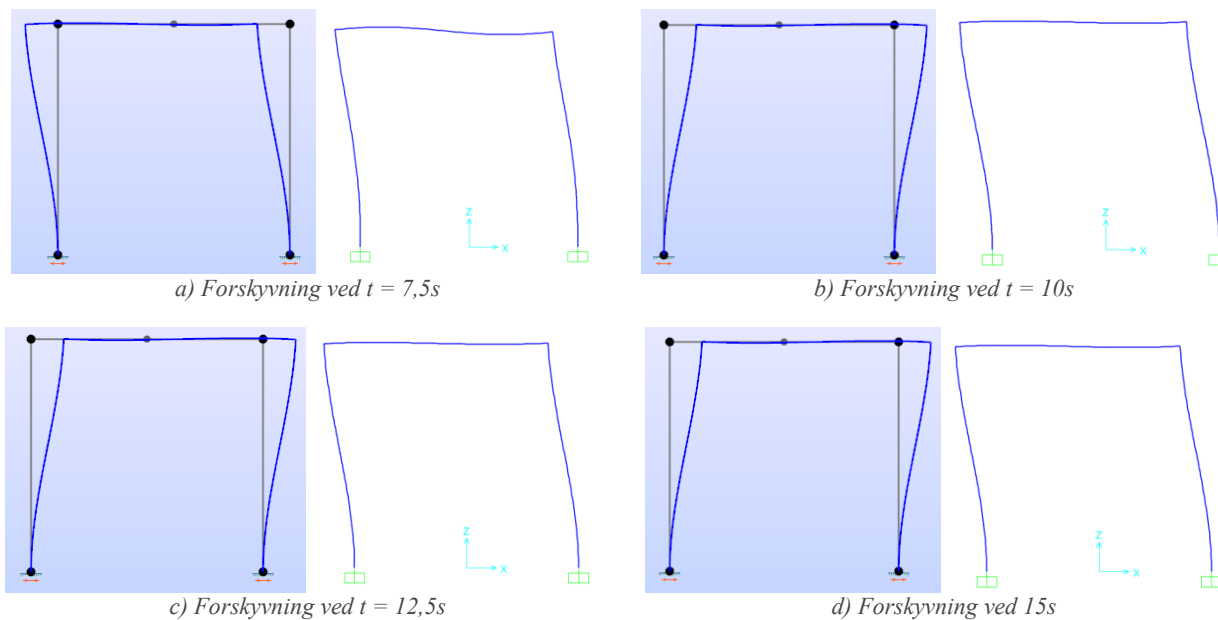 Z
X
Z
X
a) Forskyvning ved t = 7,5s
b) Forskyvning ved t = 10s
Z
X
Z
X
c) Forskyvning ved t = 12,5s
d) Forskyvning ved 15s